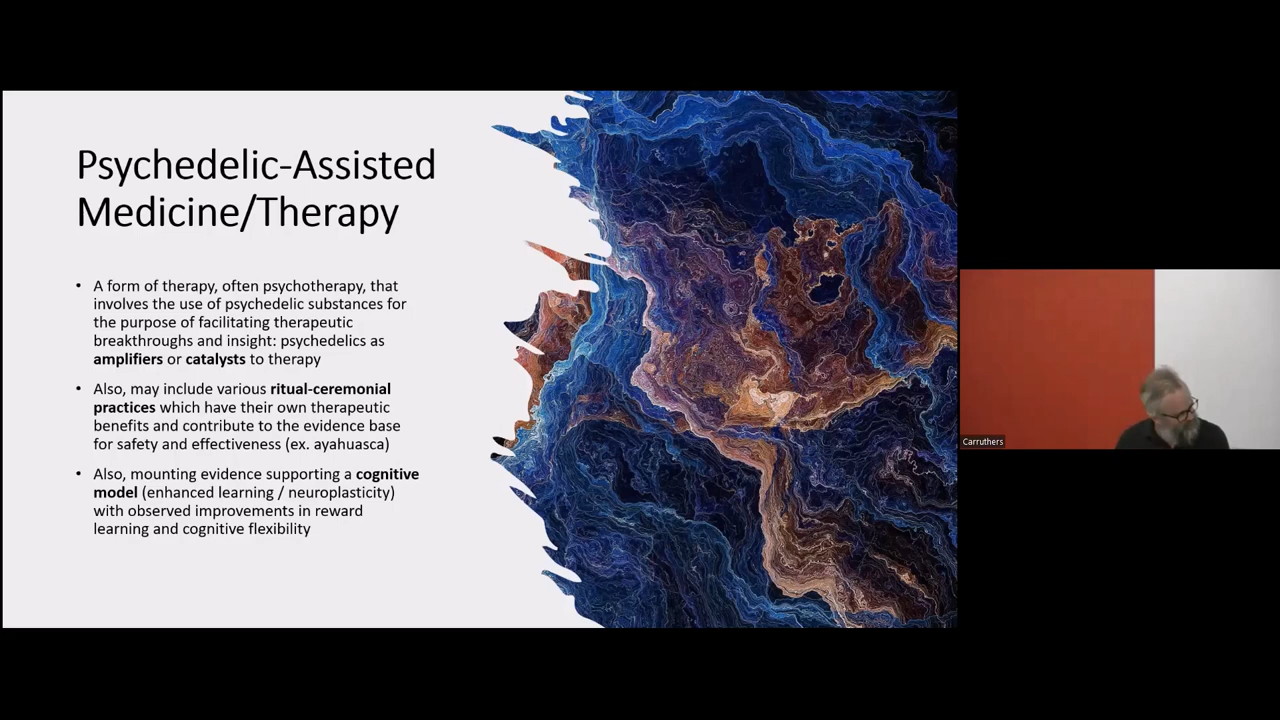 Psychedelic-Assisted
Medicine/Therapy
• A form of therapy, often psychotherapy, that
involves the use of psychedelic substances for
the purpose of facilitating therapeutic
breakthroughs and insight: psychedelics as
amplifiers or catalysts to therapy
• Also, may include various ritual-ceremonial
practices which have their own therapeutic
benefits and contribute to the evidence base
for safety and effectiveness (ex. ayahuasca)
• Also, mounting evidence supporting a cognitive
model (enhanced learning / neuroplasticity)
with observed improvements in reward
learning and cognitive flexibility
Carruthers